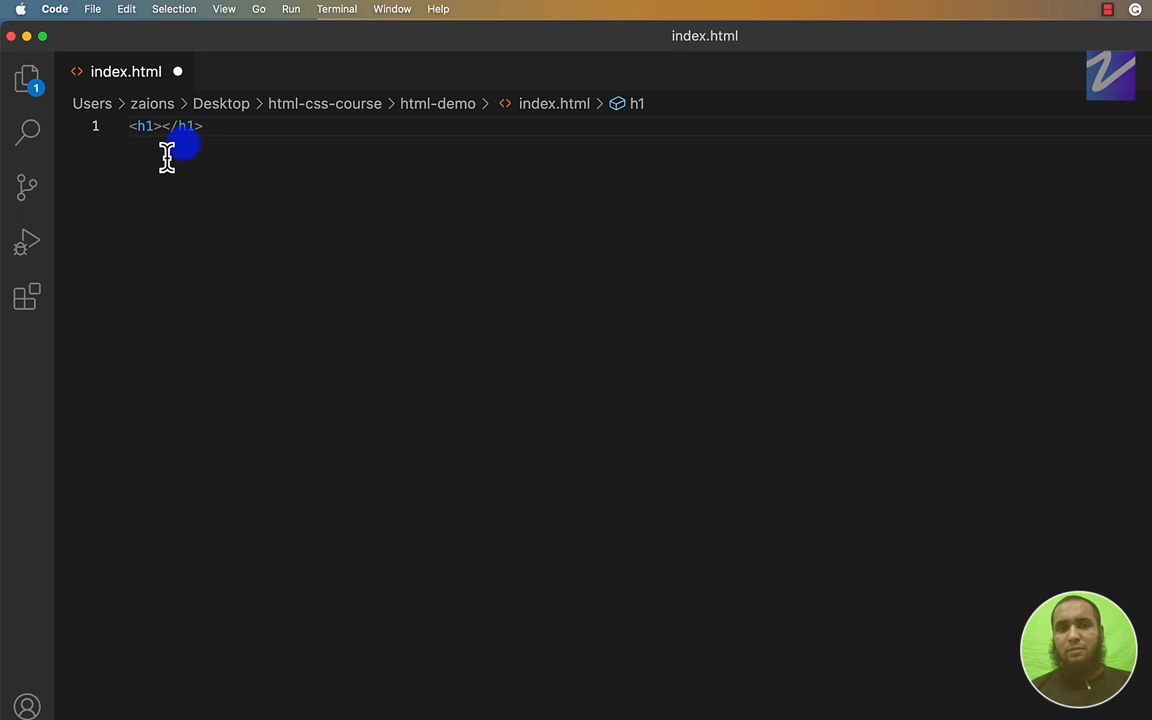 Code File Edit Selection View Go Run Terminal Window Help
index.html
index.html
1
Users > zaions > Desktop > html-css-course > html-demo > index.html > h1
1 <h1></h1>